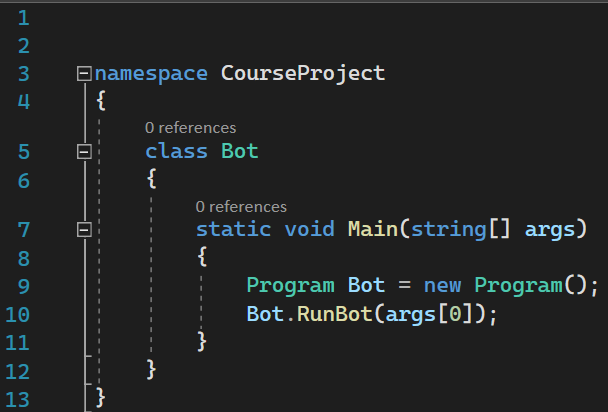 1
2
3 namespace CourseProject
4 {
0 references
5 class Bot
6 {
0 references
7 static void Main(string[] args)
8 {
9 Program Bot = new Program();
10 Bot.RunBot(args[0]);
11 }
12 }
13 }